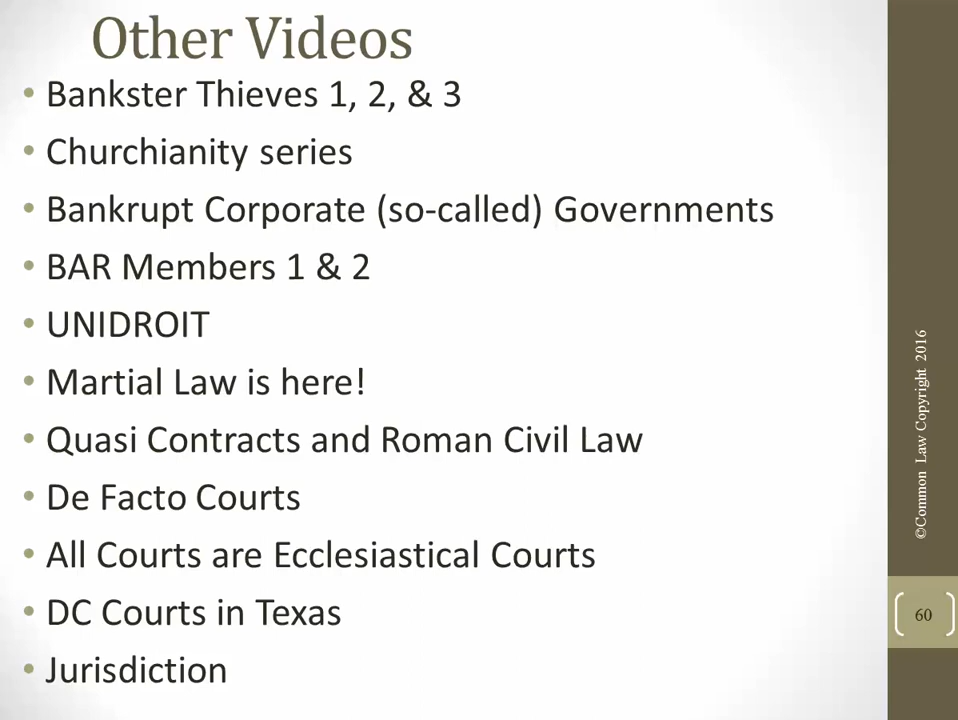 Other Videos
• Bankster Thieves 1, 2, & 3
• Churchianity series
• Bankrupt Corporate (so-called) Governments
• BAR Members 1 & 2
• UNIDROIT
• Martial Law is here!
• Quasi Contracts and Roman Civil Law
• De Facto Courts
• All Courts are Ecclesiastical Courts
• DC Courts in Texas
• Jurisdiction
©Common Law Copyright 2016
60